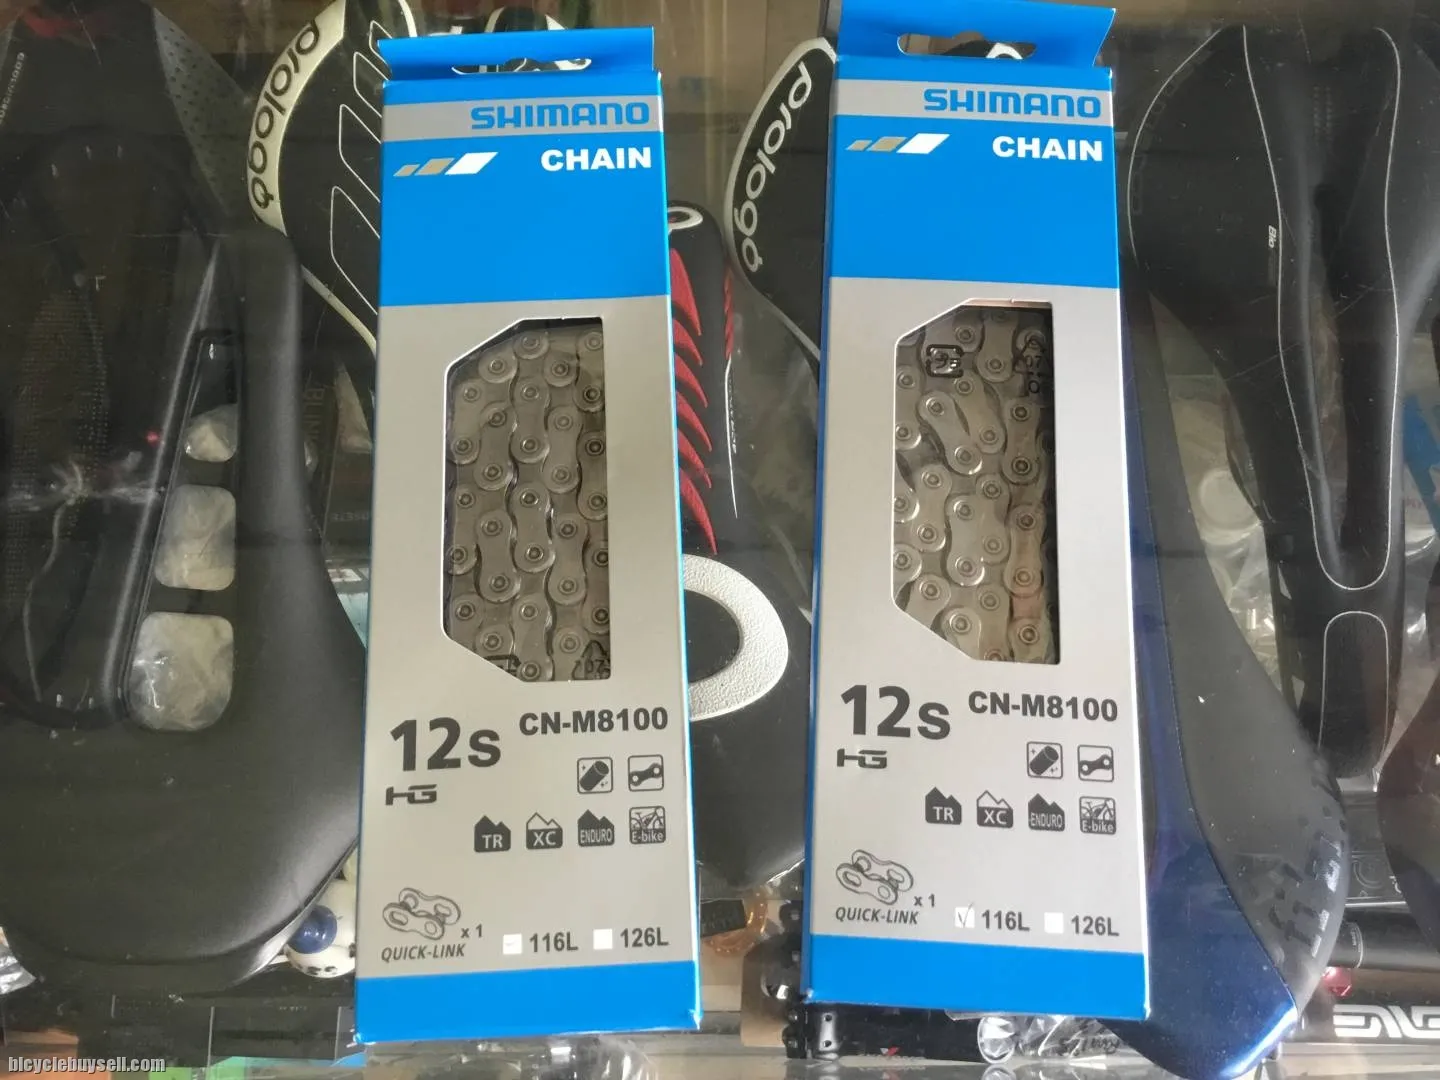 SHIMANO
CHAIN
12s
CN-M8100
HG
TR
XC
ENDURO
E-bike
x 1
QUICK-LINK
116L
126L
SHIMANO
CHAIN
12s
CN-M8100
HG
TR
XC
ENDURO
E-bike
x 1
QUICK-LINK
116L
126L
prologo
prologo
bicyclebuysell.com